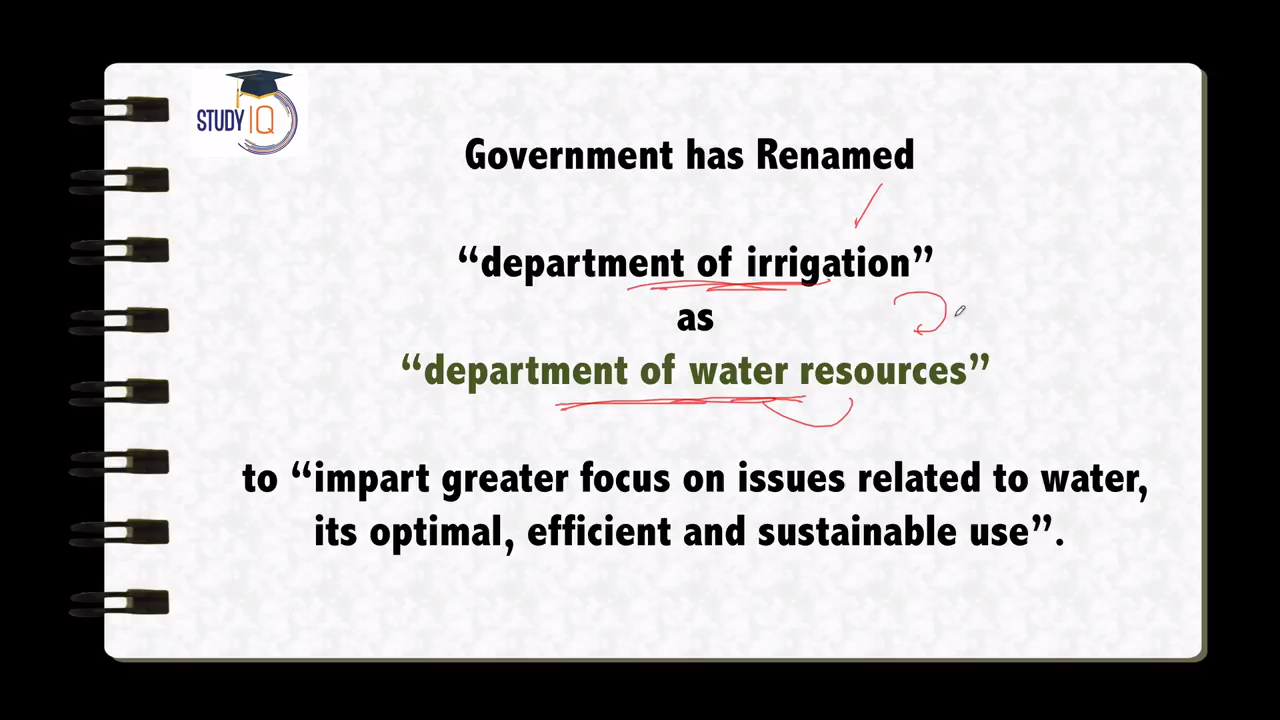 STUDY IQ
Government has Renamed
“department of irrigation”
as
“department of water resources”
to “impart greater focus on issues related to water,
its optimal, efficient and sustainable use”.